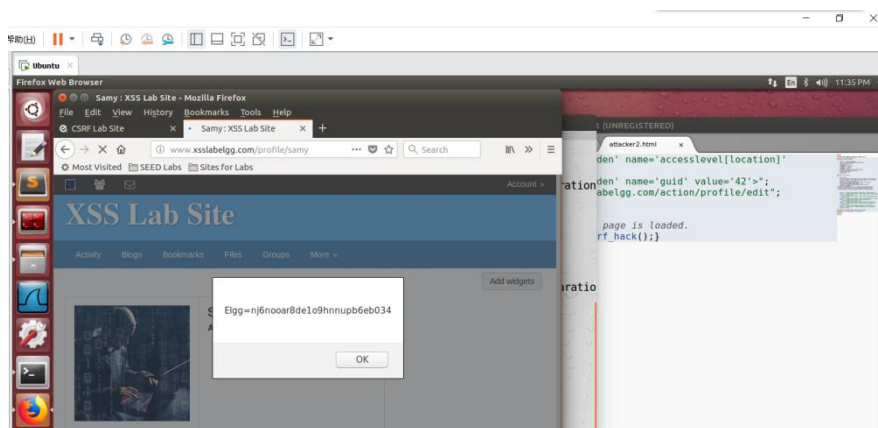 帮助(H)
Ubuntu
Firefox Web Browser
En
11:35 PM
Samy : XSS Lab Site - Mozilla Firefox
File Edit View History Bookmarks Tools Help
CSRF Lab Site
Samy : XSS Lab Site
www.xsslabelgg.com/profile/samy
Search
Most Visited
SEED Labs
Sites for Labs
Account »
XSS Lab Site
Activity Blogs Bookmarks Files Groups More »
Add widgets
Elgg=nj6nooar8de1o9hnnupb6eb034
OK
t (UNREGISTERED)
attacker2.html
den' name='accesslevel[location]'
ration
den' name='guid' value='42'>";
abelgg.com/action/profile/edit";
page is loaded.
rf_hack();}
aratio